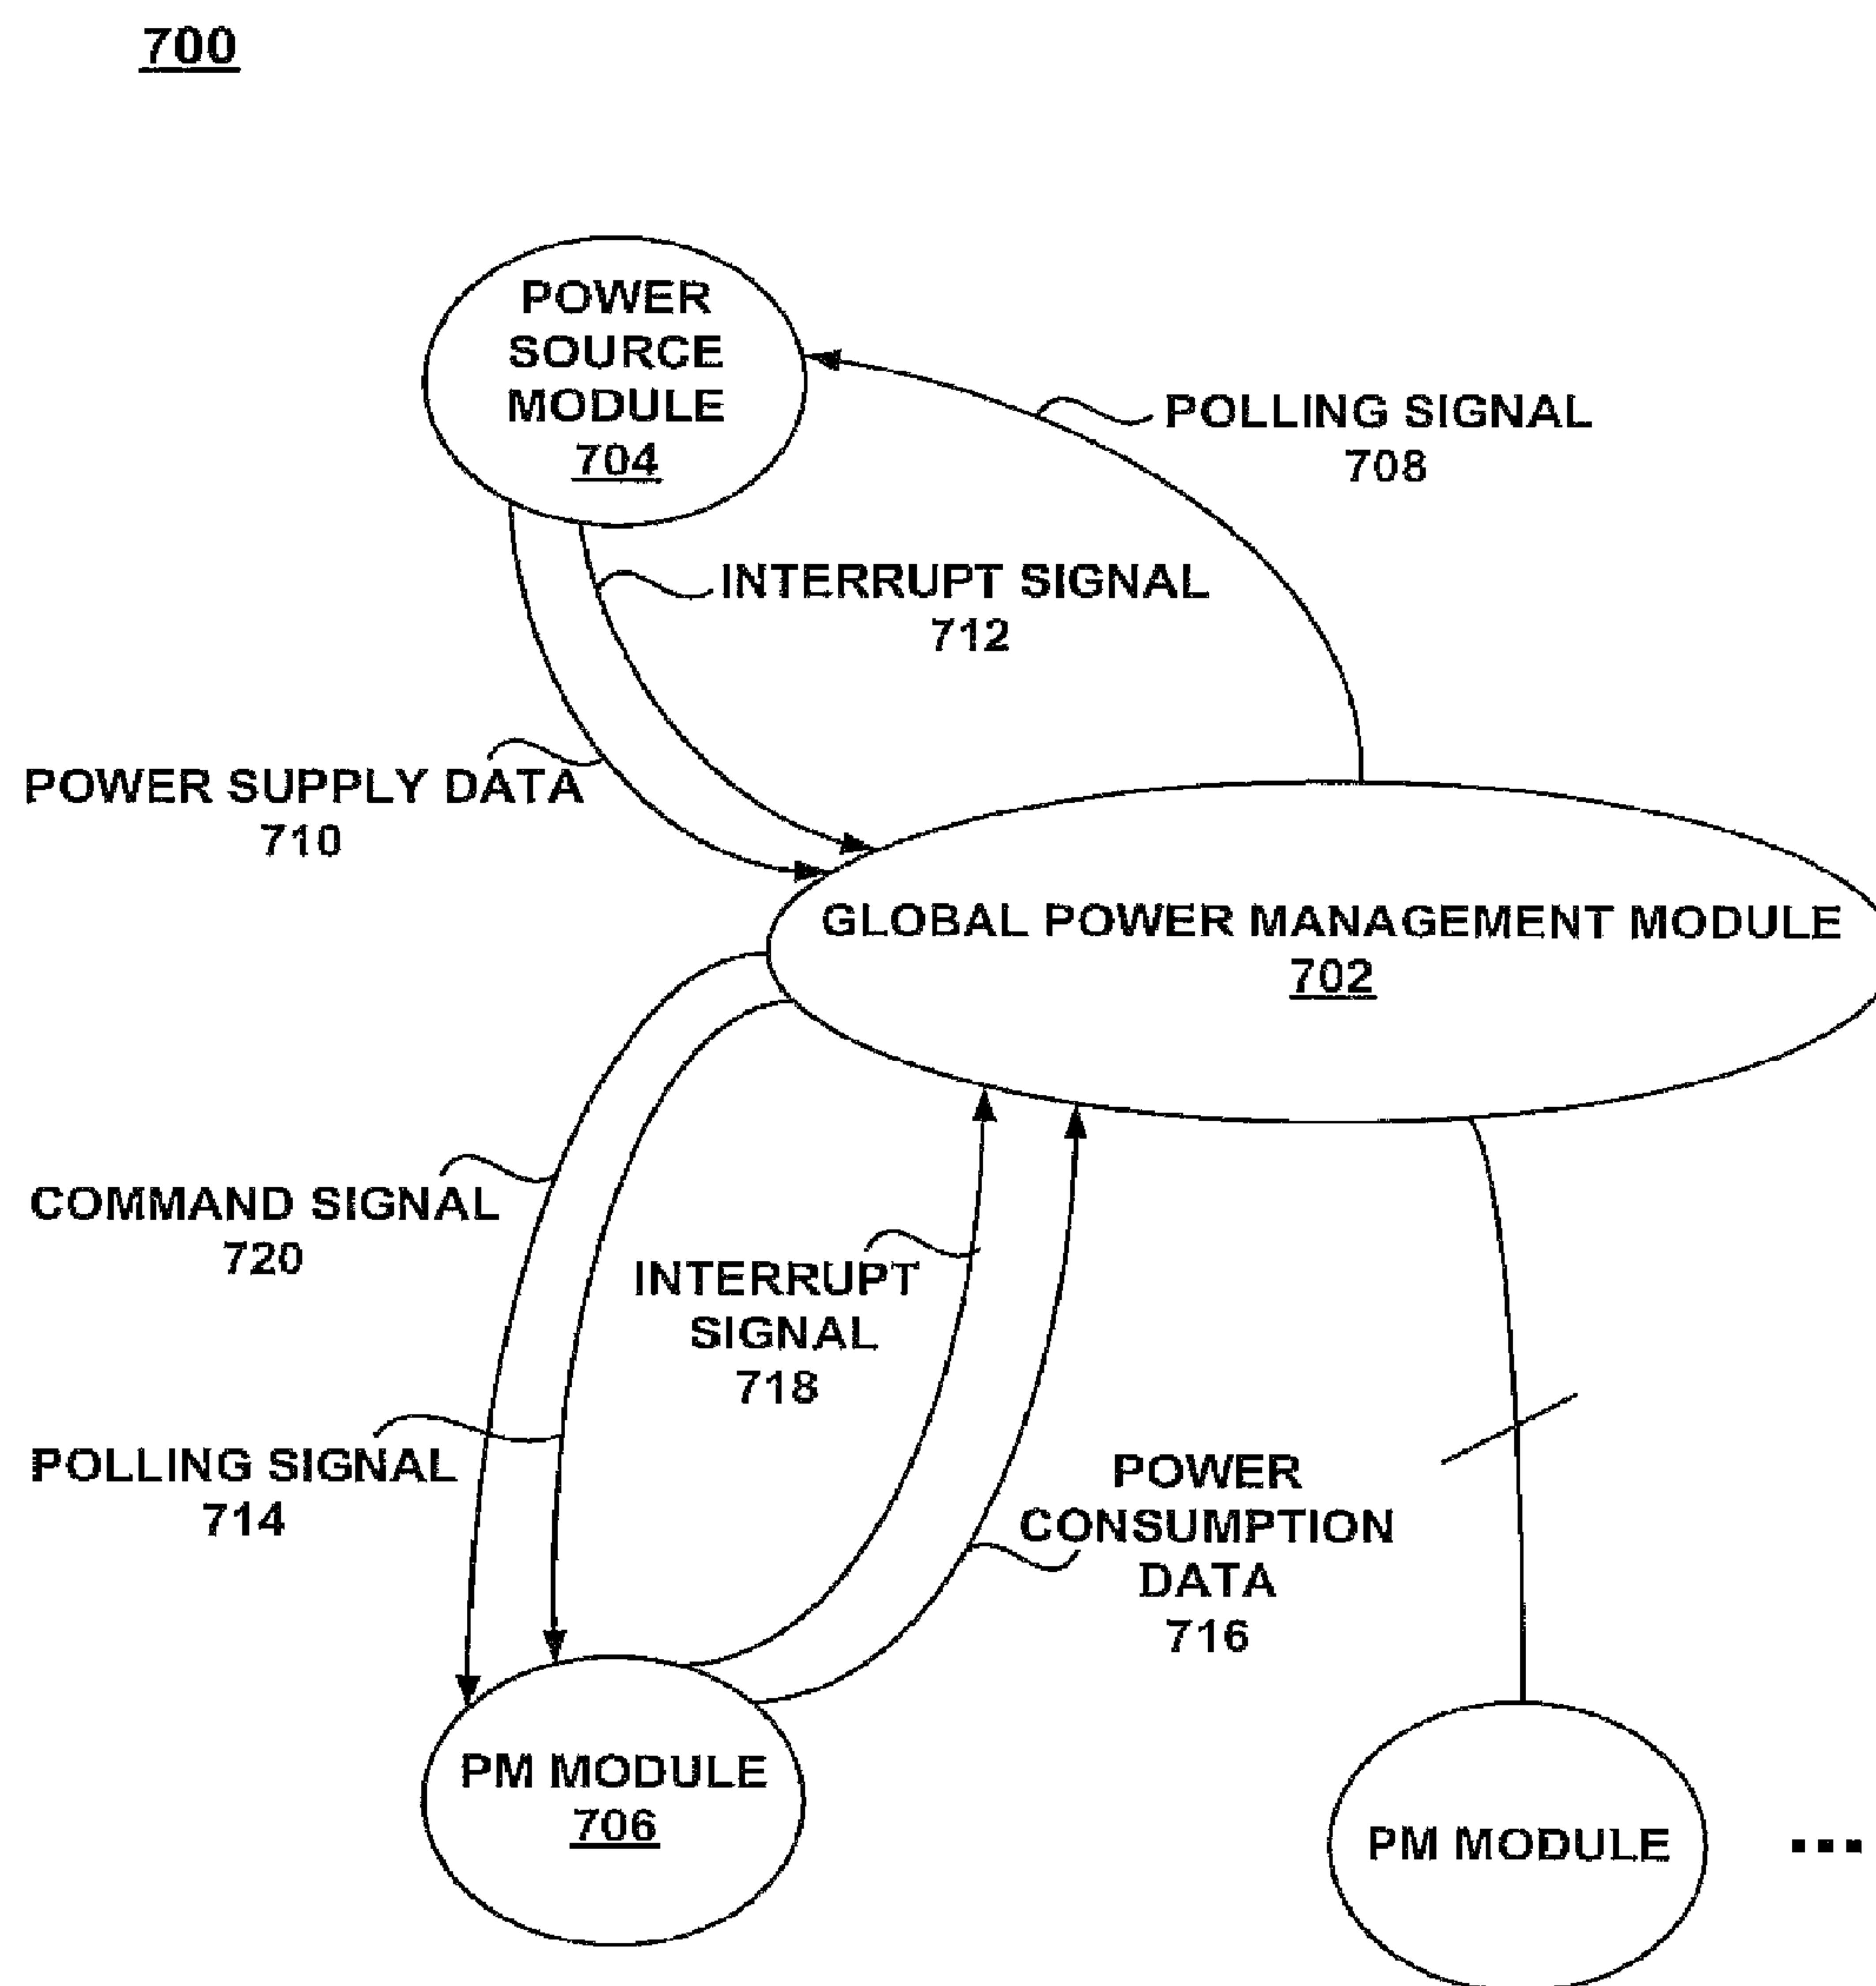 700
POWER
SOURCE
MODULE
704
POLLING SIGNAL
708
INTERRUPT SIGNAL
712
POWER SUPPLY DATA
710
GLOBAL POWER MANAGEMENT MODULE
702
COMMAND SIGNAL
720
INTERRUPT
SIGNAL
718
POLLING SIGNAL
714
POWER
CONSUMPTION
DATA
716
PM MODULE
706
PM MODULE
...